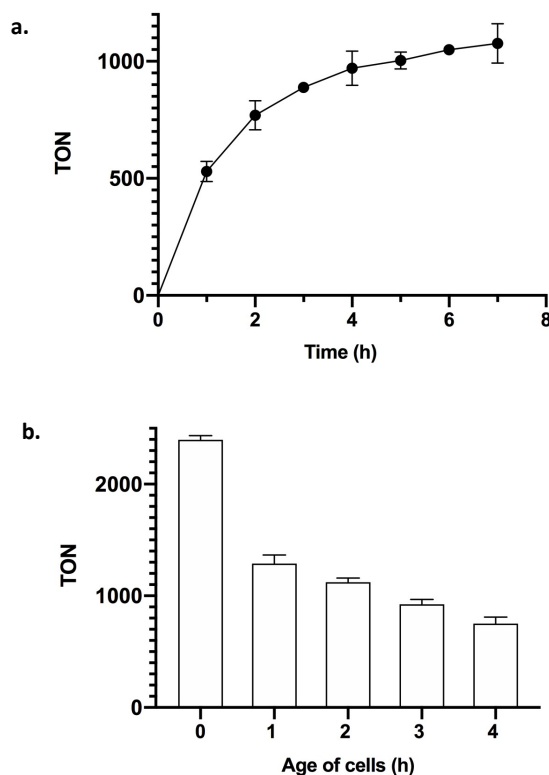 a.
1000
500
0
TON
0 2 4 6 8
Time (h)
b.
2000
1000
0
TON
0 1 2 3 4
Age of cells (h)